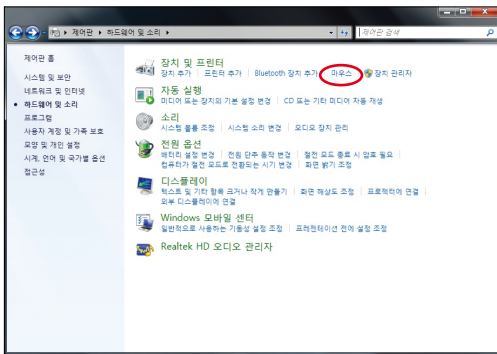 제어판 ▸ 하드웨어 및 소리 ▸
제어판 검색
제어판 홈
시스템 및 보안
네트워크 및 인터넷
하드웨어 및 소리
프로그램
사용자 계정 및 가족 보호
모양 및 개인 설정
시계, 언어 및 국가별 옵션
접근성
장치 및 프린터
장치 추가 | 프린터 추가 | Bluetooth 장치 추가 | 마우스 | 장치 관리자
자동 실행
미디어 또는 장치의 기본 설정 변경 | CD 또는 기타 미디어 자동 재생
소리
시스템 볼륨 조정 | 시스템 소리 변경 | 오디오 장치 관리
전원 옵션
배터리 설정 변경 | 전원 단추 동작 변경 | 절전 모드 종료 시 암호 필요
컴퓨터가 절전 모드로 전환되는 시기 변경 | 화면 밝기 조정
디스플레이
텍스트 및 기타 항목 크거나 작게 만들기 | 화면 해상도 조정 | 프로젝터에 연결
외부 디스플레이에 연결
Windows 모바일 센터
일반적으로 사용하는 기동성 설정 조정 | 프레젠테이션 전에 설정 조정
Realtek HD 오디오 관리자